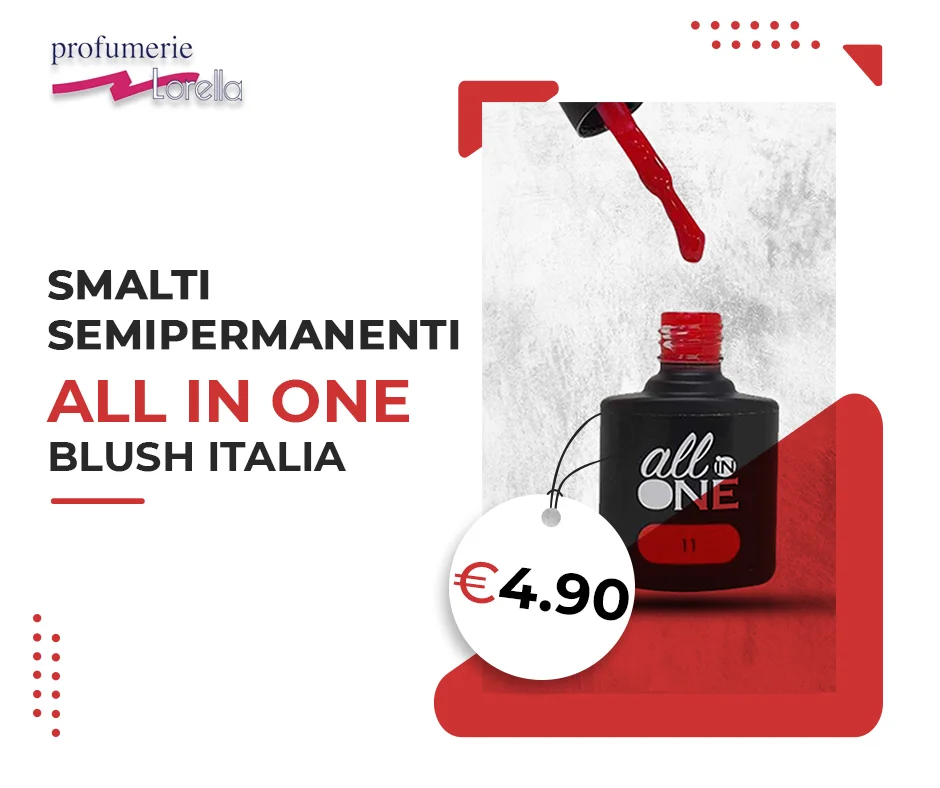 profumerie
Lorella
SMALTI
SEMIPERMANENTI
ALL IN ONE
BLUSH ITALIA
all IN
ONE
11
€4.90